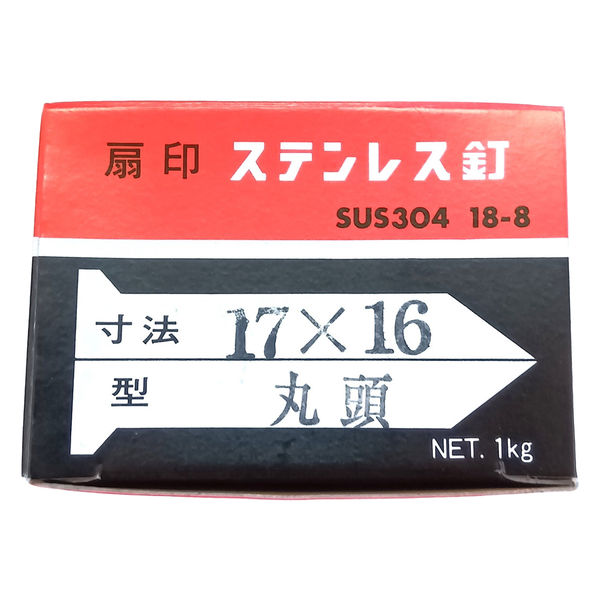 扇印 ステンレス釘
SUS304 18-8
寸法 17×16
型 丸頭
NET. 1kg